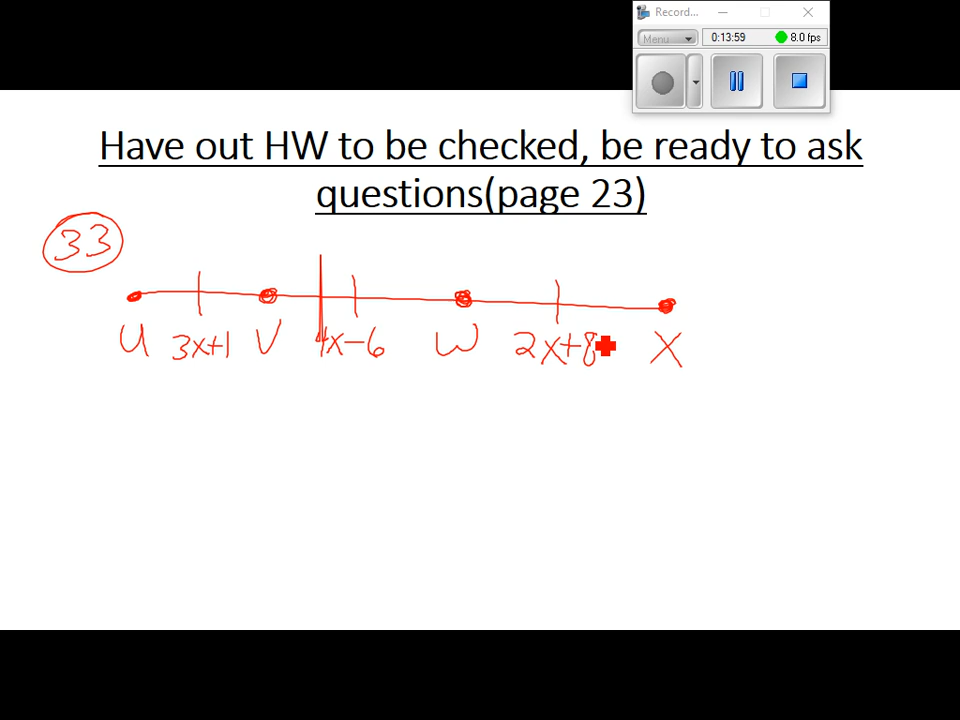 Record...
Menu 0:13:59 8.0 fps
Have out HW to be checked, be ready to ask
questions(page 23)
33
U 3x+1 V 4x-6 W 2x+8 X